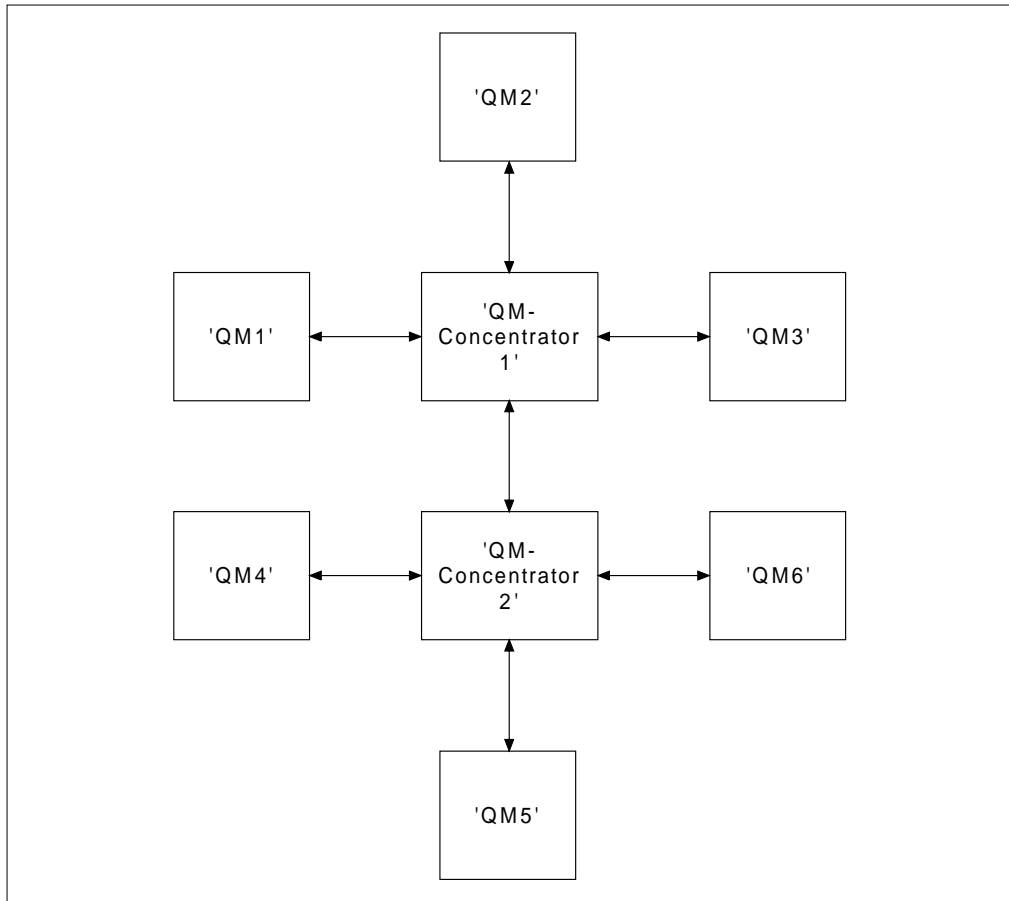 'QM2'
'QM1'
'QM-
Concentrator
1'
'QM3'
'QM4'
'QM-
Concentrator
2'
'QM6'
'QM5'